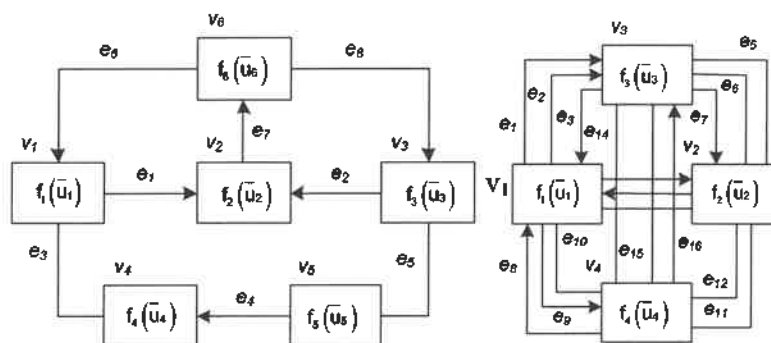 v6
e6
e8
f6(ū6)
v1
v2
e7
v3
f1(ū1)
e1
f2(ū2)
e2
f3(ū3)
e3
v4
v5
e5
f4(ū4)
e4
f5(ū5)
v3
e5
f3(ū3)
e2
e6
e1
e3
e14
e7
v2
V1
f1(ū1)
f2(ū2)
e10
e15
e16
e8
v4
e12
e9
f4(ū4)
e11